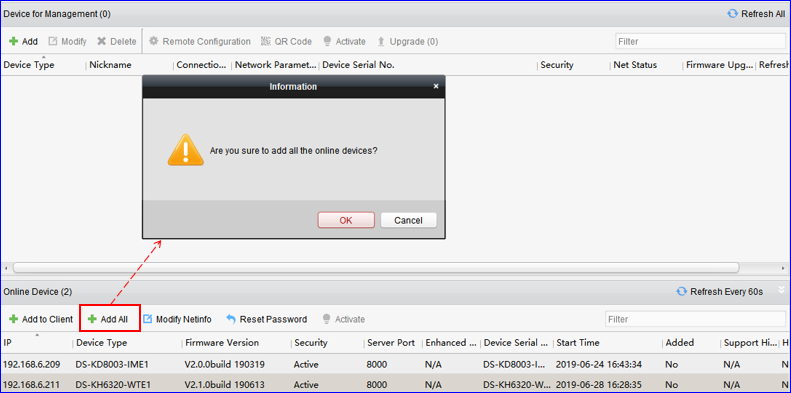 Device for Management (0) Refresh All
Add Modify Delete Remote Configuration QR Code Activate Upgrade (0) Filter
Device Type Nickname Connectio... Network Paramet... Device Serial No. Security Net Status Firmware Upg... Refresh
Information ×
Are you sure to add all the online devices?
OK Cancel
Online Device (2) Refresh Every 60s
Add to Client Add All Modify Netinfo Reset Password Activate Filter
IP Device Type Firmware Version Security Server Port Enhanced ... Device Serial ... Start Time Added Support Hi... H
192.168.6.209 DS-KD8003-IME1 V2.0.0build 190319 Active 8000 N/A DS-KD8003-I... 2019-06-24 16:43:34 No N/A N/A
192.168.6.211 DS-KH6320-WTE1 V2.1.0build 190613 Active 8000 N/A DS-KH6320-W... 2019-06-24 16:28:35 No N/A N/A